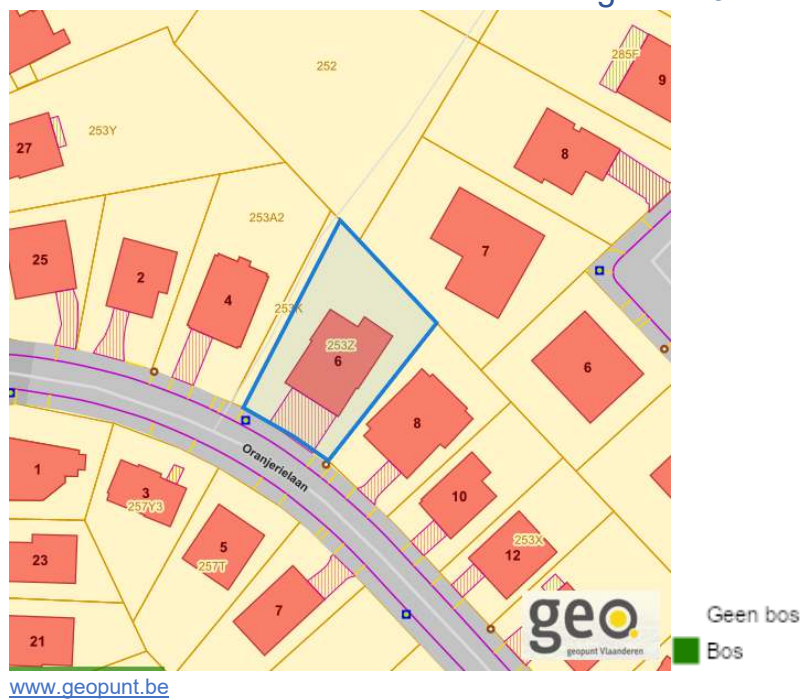 252
285F
9
253Y
27
8
253A2
7
25
2
4
253K
253Z
6
6
8
Oranjerielaan
1
3
257Y3
10
5
257T
253X
12
23
7
21
geo.
geopunt Vlaanderen
Geen bos
Bos
www.geopunt.be